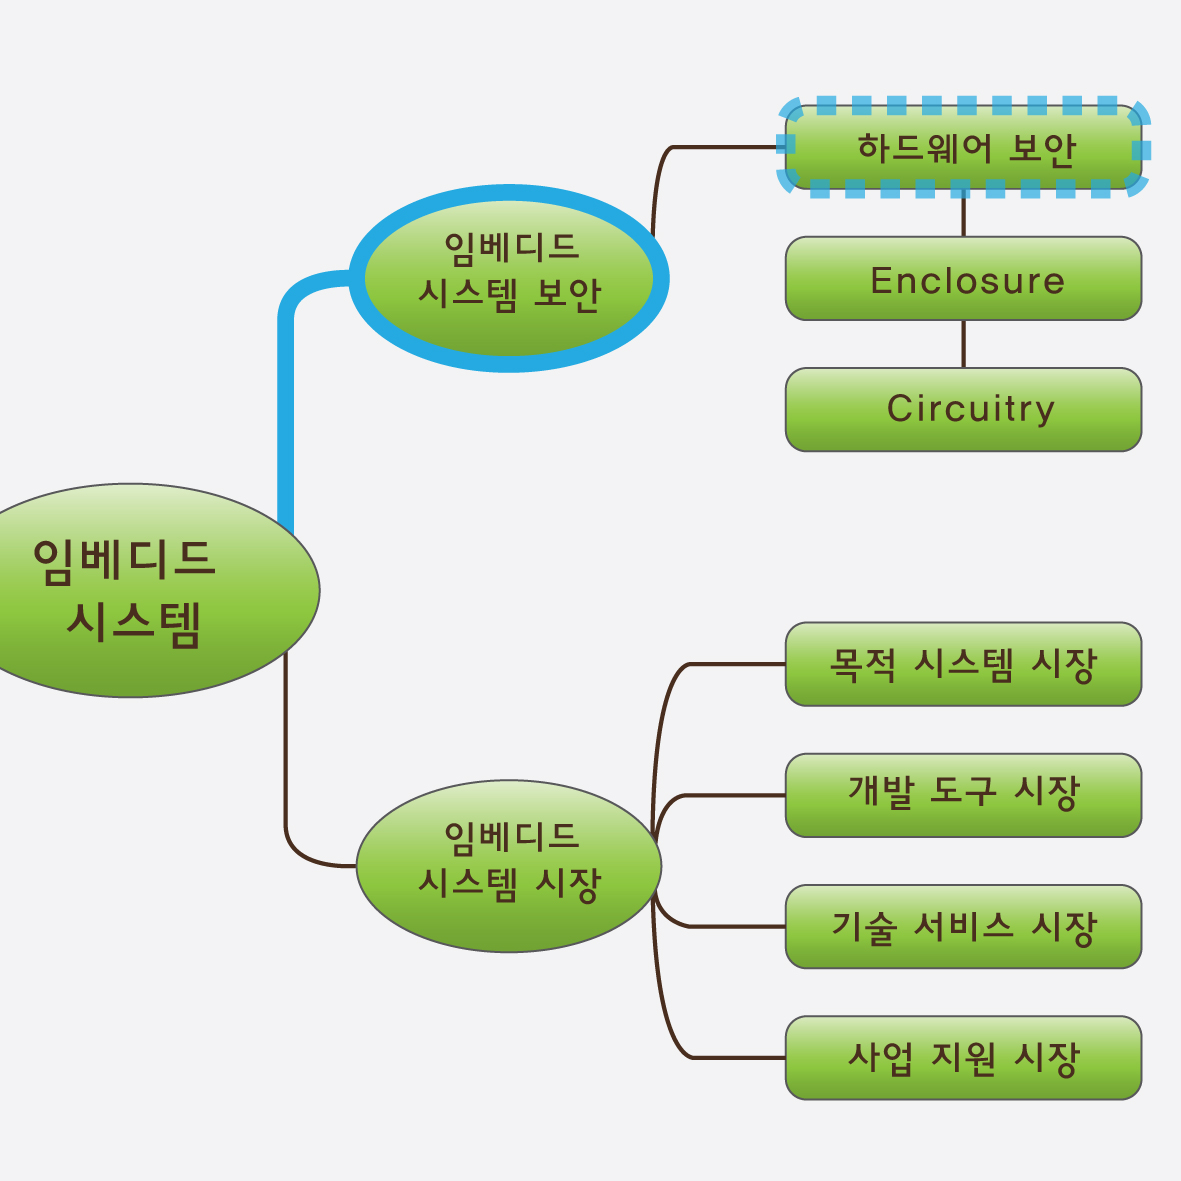 임베디드
시스템
임베디드
시스템 보안
하드웨어 보안
Enclosure
Circuitry
임베디드
시스템 시장
목적 시스템 시장
개발 도구 시장
기술 서비스 시장
사업 지원 시장